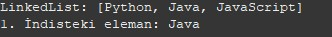 LinkedList: [Python, Java, JavaScript]
1. İndisteki eleman: Java